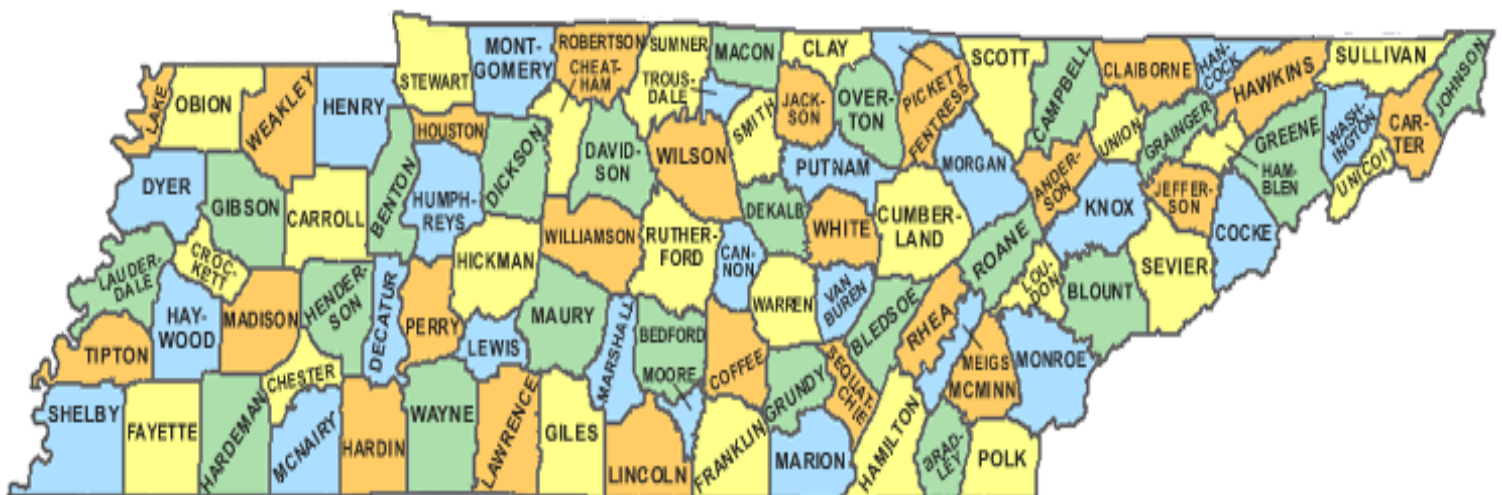 LAKE
OBION
WEAKLEY
HENRY
STEWART
MONT-
GOMERY
ROBERTSON
CHEAT-
HAM
SUMNER
TROUS-
DALE
MACON
CLAY
PICKETT
SCOTT
CAMPBELL
CLAIBORNE
HAN-
COCK
HAWKINS
SULLIVAN
JOHNSON
HOUSTON
DICKSON
DAVID-
SON
WILSON
SMITH
JACK-
SON
OVER-
TON
FENTRESS
MORGAN
ANDER-
SON
UNION
GRAINGER
HAM-
BLEN
GREENE
WASH-
INGTON
UNICOI
CAR-
TER
DYER
GIBSON
CARROLL
BENTON
HUMPH-
REYS
HICKMAN
WILLIAMSON
RUTHER-
FORD
CAN-
NON
DEKALB
PUTNAM
WHITE
CUMBER-
LAND
ROANE
LOU-
DON
KNOX
BLOUNT
JEFFER-
SON
SEVIER
COCKE
LAUDER-
DALE
CROC-
KETT
HAY-
WOOD
MADISON
HENDER-
SON
DECATUR
PERRY
LEWIS
MAURY
MARSHALL
BEDFORD
MOORE
COFFEE
WARREN
VAN
BUREN
BLEDSOE
RHEA
MEIGS
MCMINN
MONROE
TIPTON
SHELBY
FAYETTE
HARDEMAN
CHESTER
MCNAIRY
HARDIN
WAYNE
LAWRENCE
GILES
LINCOLN
FRANKLIN
GRUNDY
SEQUAT-
CHIE
MARION
HAMILTON
BRAD-
LEY
POLK